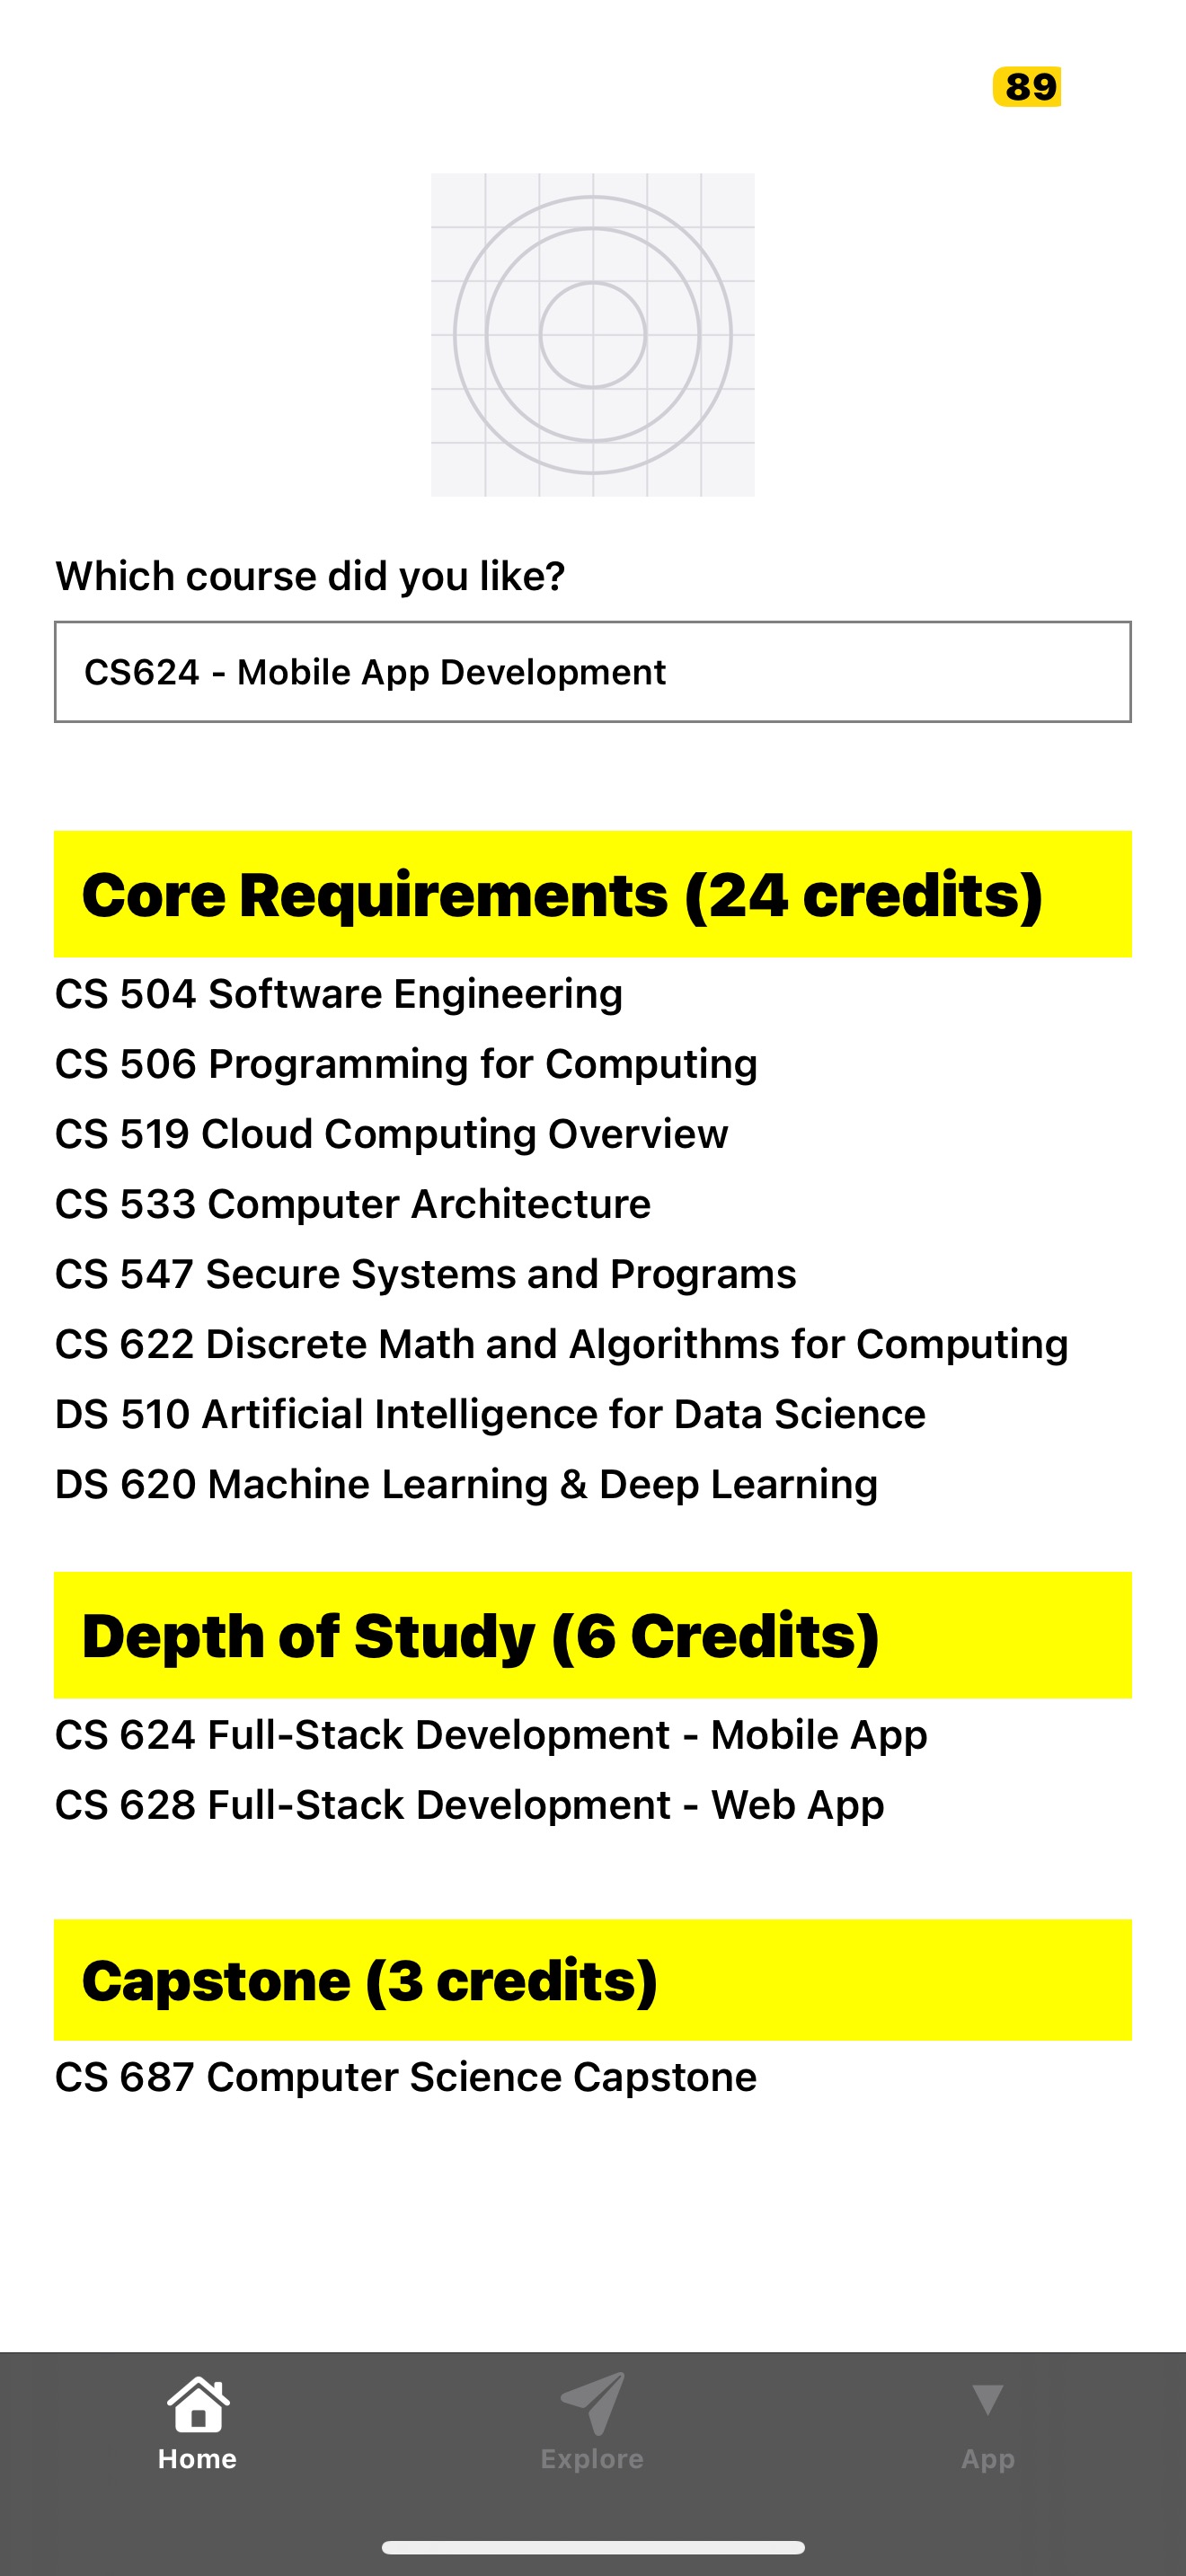 89
Which course did you like?
CS624 - Mobile App Development
Core Requirements (24 credits)
CS 504 Software Engineering
CS 506 Programming for Computing
CS 519 Cloud Computing Overview
CS 533 Computer Architecture
CS 547 Secure Systems and Programs
CS 622 Discrete Math and Algorithms for Computing
DS 510 Artificial Intelligence for Data Science
DS 620 Machine Learning & Deep Learning
Depth of Study (6 Credits)
CS 624 Full-Stack Development - Mobile App
CS 628 Full-Stack Development - Web App
Capstone (3 credits)
CS 687 Computer Science Capstone
Home
Explore
App